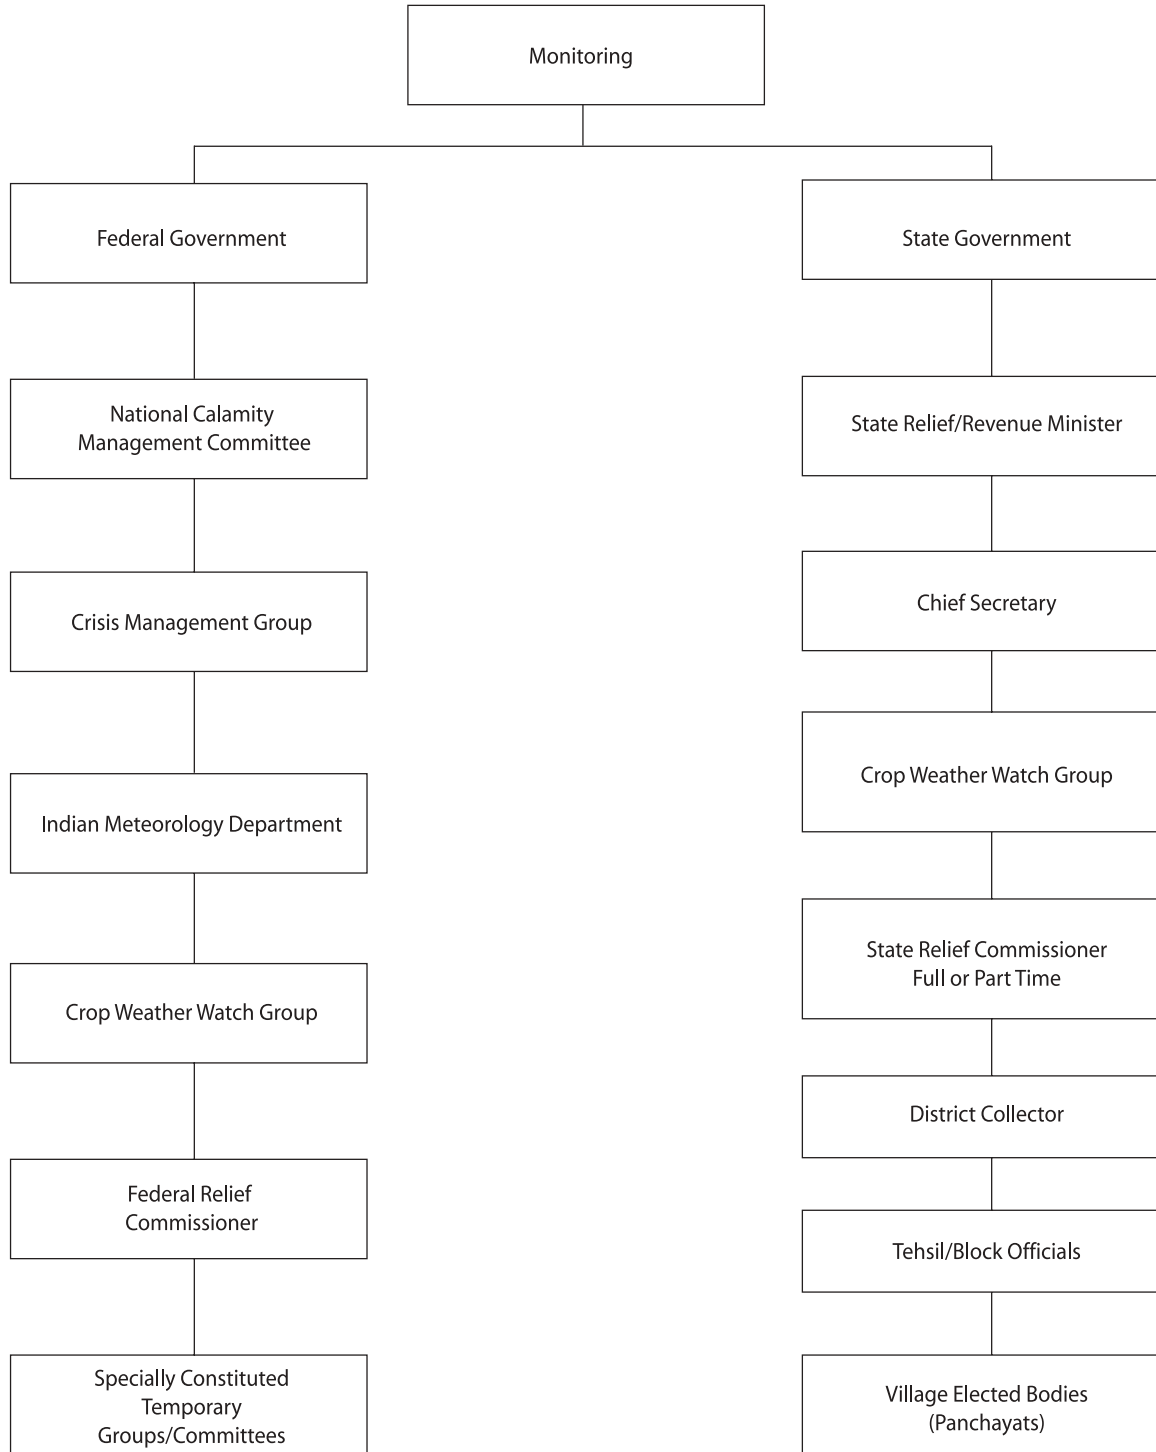 Monitoring
Federal Government
National Calamity
Management Committee
Crisis Management Group
Indian Meteorology Department
Crop Weather Watch Group
Federal Relief
Commissioner
Specially Constituted
Temporary
Groups/Committees
State Government
State Relief/Revenue Minister
Chief Secretary
Crop Weather Watch Group
State Relief Commissioner
Full or Part Time
District Collector
Tehsil/Block Officials
Village Elected Bodies
(Panchayats)